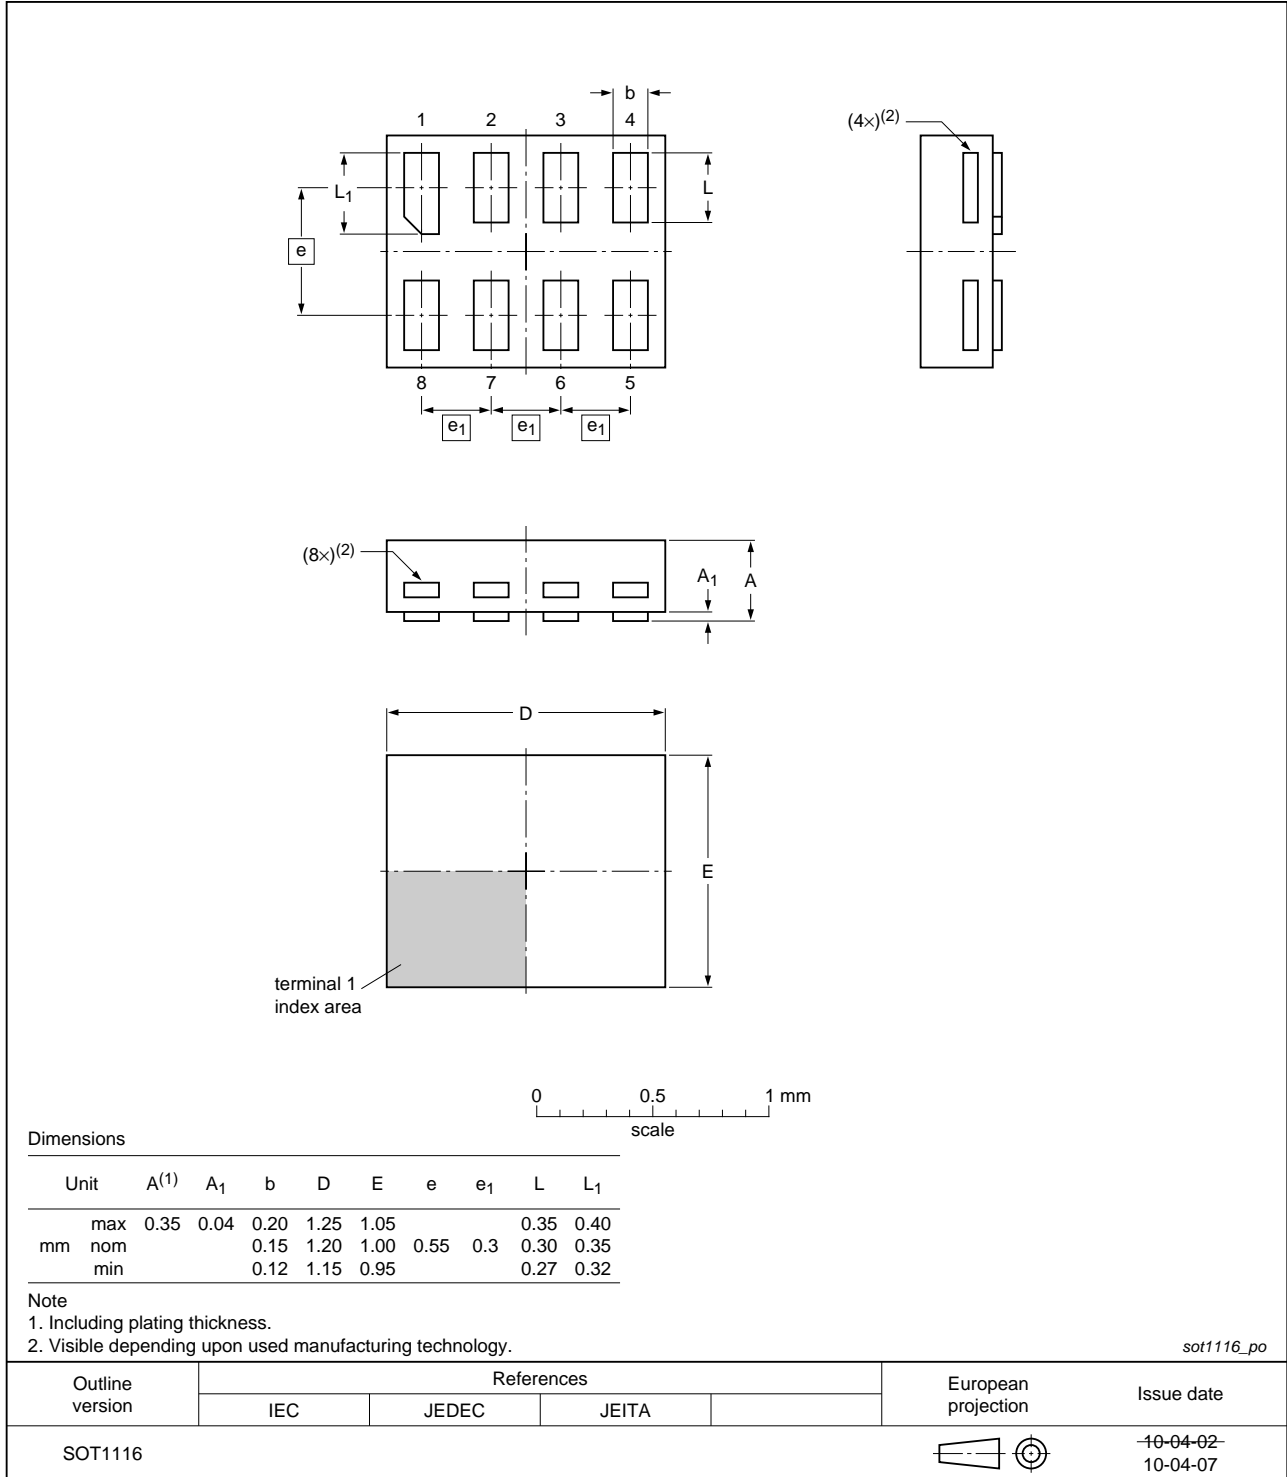 b
1 2 3 4
(4×)(2)
L1
L
e
8 7 6 5
e1 e1 e1
(8×)(2)
A1 A
D
E
terminal 1
index area
0 0.5 1 mm
scale
Dimensions
Unit A(1) A1 b D E e e1 L L1
max 0.35 0.04 0.20 1.25 1.05 0.35 0.40
mm nom 0.15 1.20 1.00 0.55 0.3 0.30 0.35
min 0.12 1.15 0.95 0.27 0.32
Note
1. Including plating thickness.
2. Visible depending upon used manufacturing technology.
sot1116_po
Outline
version
References
IEC JEDEC JEITA
European
projection
Issue date
SOT1116
10-04-02
10-04-07